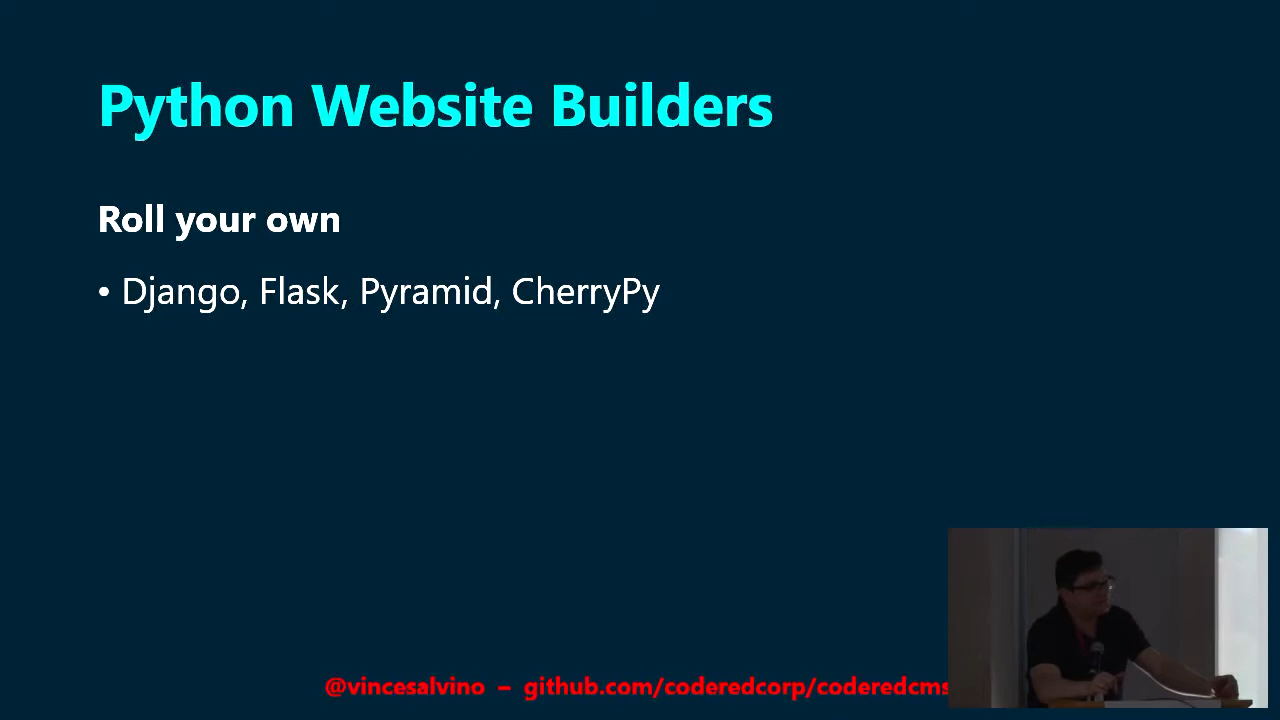 Python Website Builders
Roll your own
• Django, Flask, Pyramid, CherryPy
@vincesalvino – github.com/coderedcorp/coderedcms